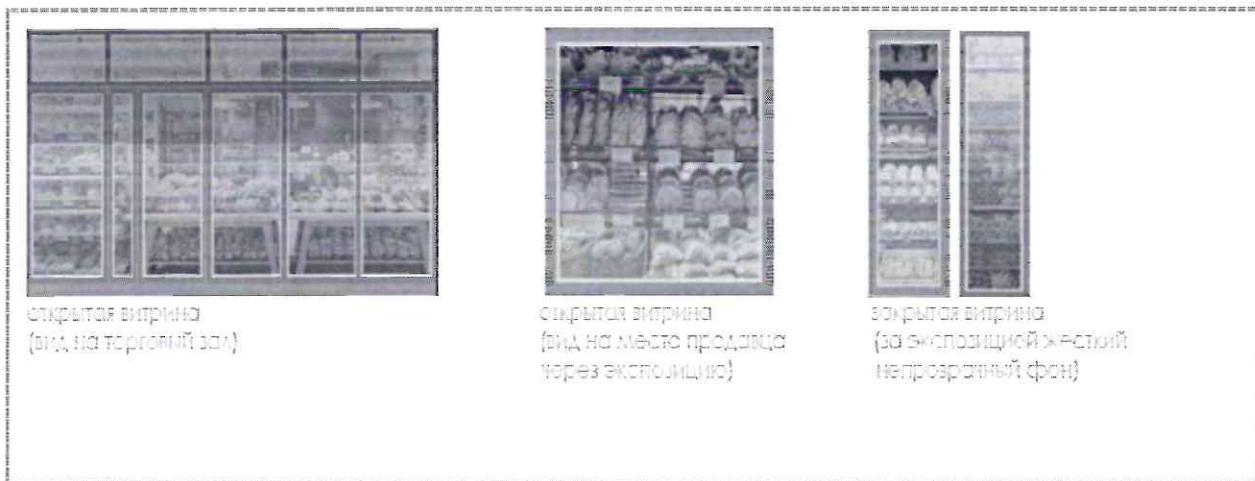 открытая витрина
(вид на торговый зал)
открытая витрина
(вид на место продавца
через экспозицию)
закрытая витрина
(за экспозицией жесткий
непрозрачный фон)